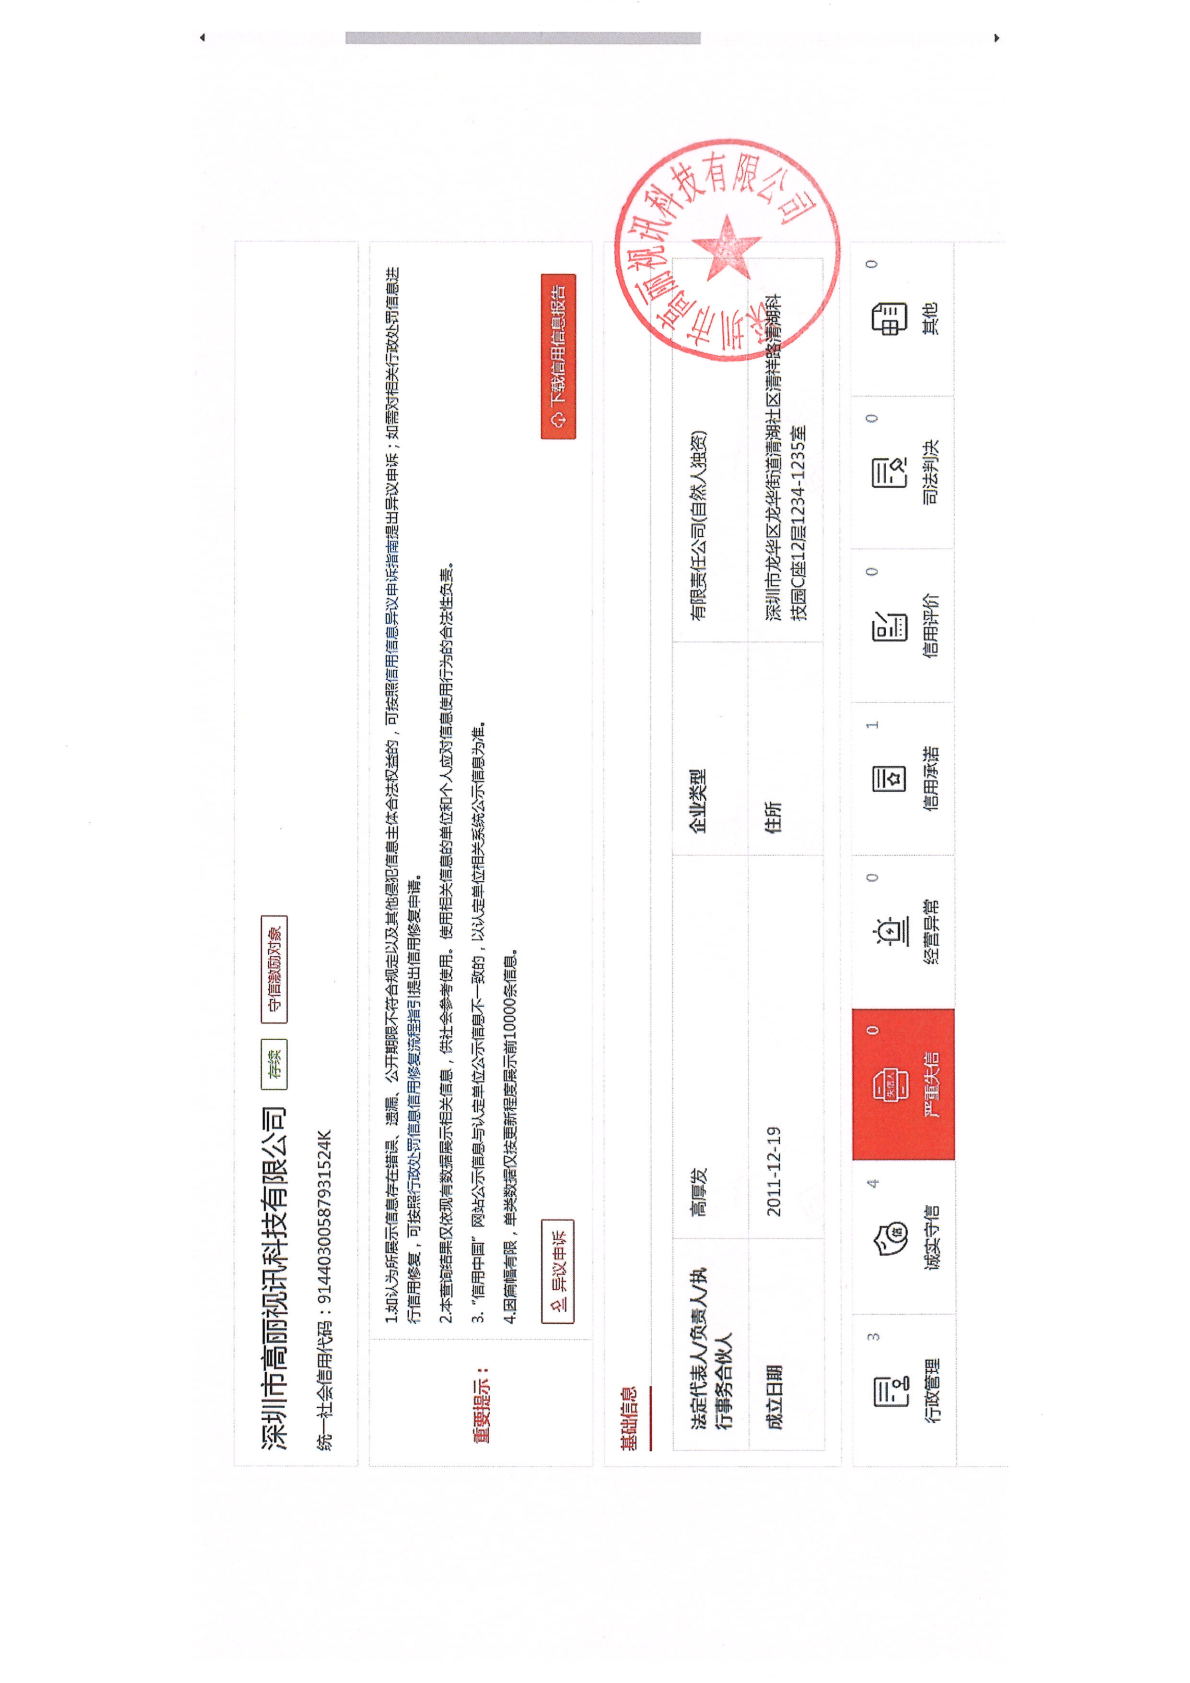 深圳市高丽视讯科技有限公司 存续 守信激励对象
统一社会信用代码：91440300587931524K
重要提示：
1.如认为所展示信息存在错误、遗漏、公开期限不符合规定以及其他侵犯信息主体合法权益的，可按照信用信息异议申诉指南提出异议申诉；如需对相关行政处罚信息进
行信用修复，可按照行政处罚信息信用修复流程指引提出信用修复申请。
2.本查询结果仅依现有数据展示相关信息，供社会参考使用。使用相关信息的单位和个人应对信息使用行为的合法性负责。
3.“信用中国”网站公示信息与认定单位公示信息不一致的，以认定单位相关系统公示信息为准。
4.因篇幅有限，单类数据仅按更新程度展示前10000条信息。
异议申诉 下载信用信息报告
基础信息
法定代表人/负责人/执
行事务合伙人
高厚发
企业类型
有限责任公司(自然人独资)
成立日期
2011-12-19
住所
深圳市龙华区龙华街道清湖社区清祥路清湖科
技园C座12层1234-1235室
深圳市高丽视讯科技有限公司
3 4 0 0 1 0 0 0
失信人
信
行政管理 诚实守信 严重失信 经营异常 信用承诺 信用评价 司法判决 其他